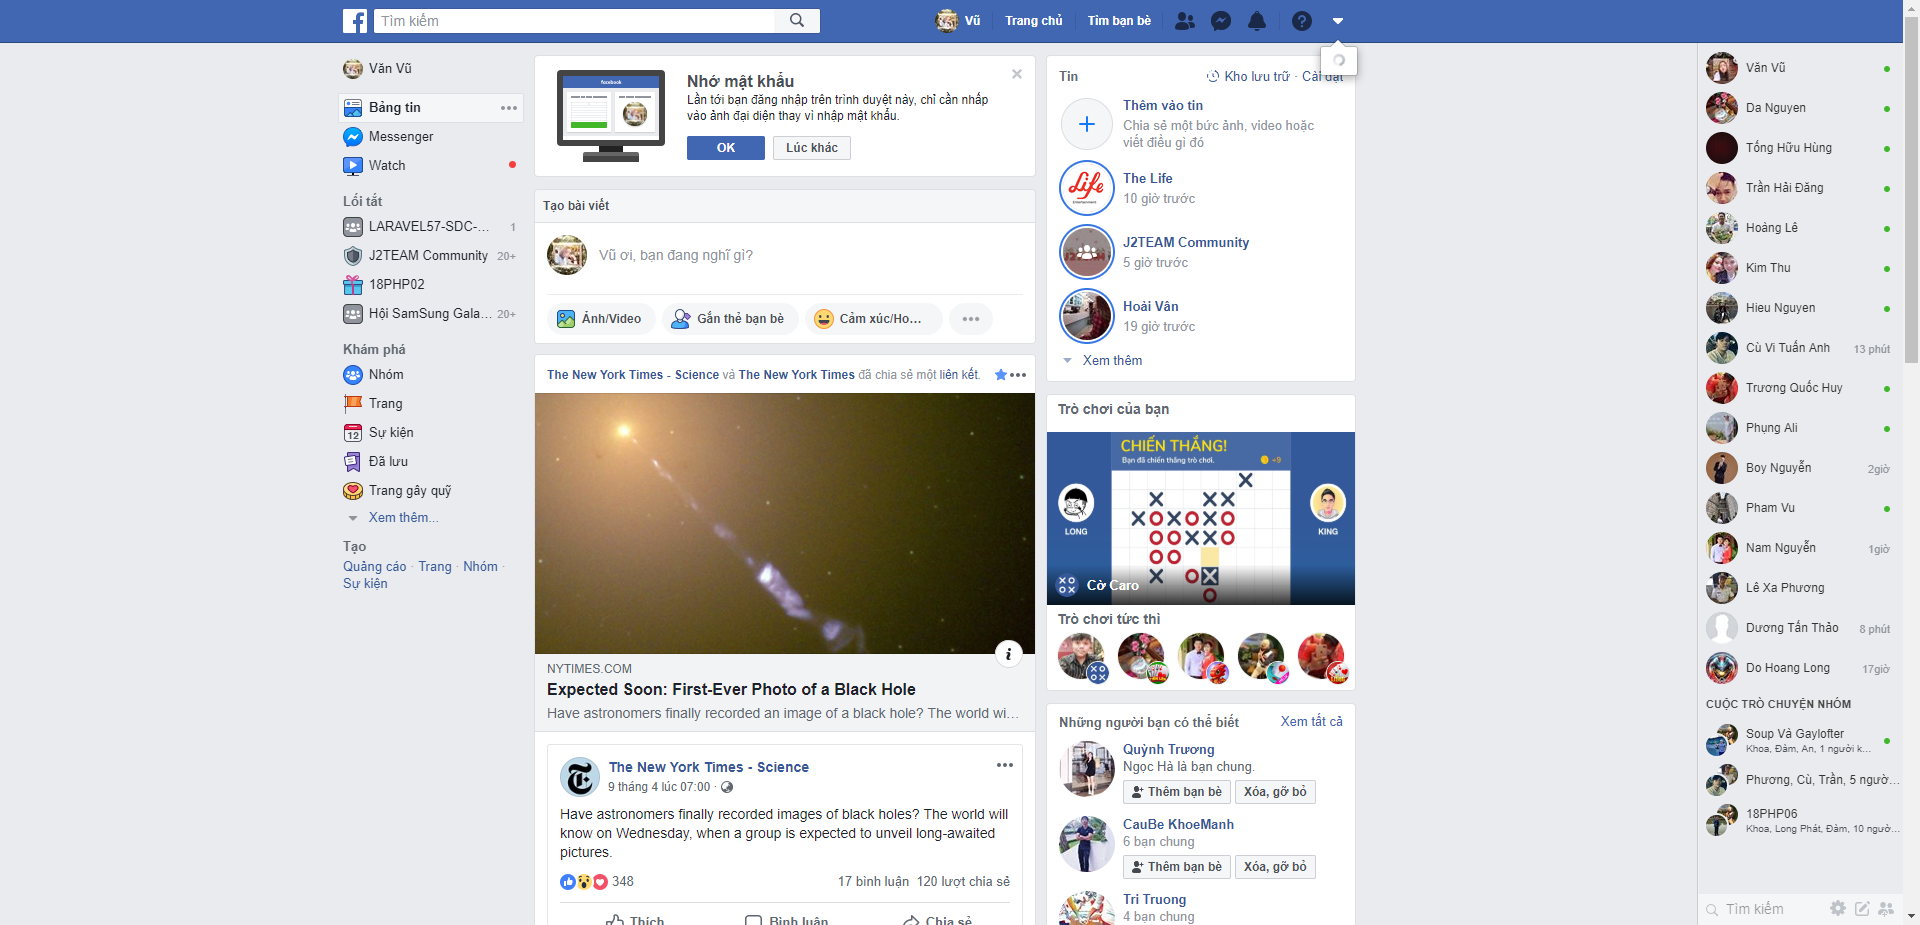 Tìm kiếm
Vũ
Trang chủ
Tìm bạn bè
Văn Vũ
Bảng tin
Messenger
Watch
Lối tắt
LARAVEL57-SDC-... 1
J2TEAM Community 20+
18PHP02
Hội SamSung Gala... 20+
Khám phá
Nhóm
Trang
Sự kiện
Đã lưu
Trang gây quỹ
Xem thêm...
Tạo
Quảng cáo · Trang · Nhóm ·
Sự kiện
facebook
Nhớ mật khẩu
Lần tới bạn đăng nhập trên trình duyệt này, chỉ cần nhấp
vào ảnh đại diện thay vì nhập mật khẩu.
OK
Lúc khác
Tạo bài viết
Vũ ơi, bạn đang nghĩ gì?
Ảnh/Video
Gắn thẻ bạn bè
Cảm xúc/Ho...
The New York Times - Science và The New York Times đã chia sẻ một liên kết.
NYTIMES.COM
Expected Soon: First-Ever Photo of a Black Hole
Have astronomers finally recorded an image of a black hole? The world wi...
The New York Times - Science
9 tháng 4 lúc 07:00 ·
Have astronomers finally recorded images of black holes? The world will
know on Wednesday, when a group is expected to unveil long-awaited
pictures.
348
17 bình luận 120 lượt chia sẻ
Thích
Bình luận
Chia sẻ
Tin
Kho lưu trữ · Cài đặt
Thêm vào tin
Chia sẻ một bức ảnh, video hoặc
viết điều gì đó
Life
The Life
10 giờ trước
J2TEAM Community
5 giờ trước
Hoài Vân
19 giờ trước
Xem thêm
Trò chơi của bạn
CHIẾN THẮNG!
Bạn đã chiến thắng trò chơi.
+9
LONG
KING
Cờ Caro
Trò chơi tức thì
Những người bạn có thể biết
Xem tất cả
Quỳnh Trương
Ngọc Hà là bạn chung.
Thêm bạn bè
Xóa, gỡ bỏ
CauBe KhoeManh
6 bạn chung
Thêm bạn bè
Xóa, gỡ bỏ
Tri Truong
4 bạn chung
Văn Vũ
Da Nguyen
Tống Hữu Hùng
Trần Hải Đăng
Hoàng Lê
Kim Thu
Hieu Nguyen
Cù Vi Tuấn Anh 13 phút
Trương Quốc Huy
Phụng Ali
Boy Nguyễn 2giờ
Pham Vu
Nam Nguyễn 1giờ
Lê Xa Phương
Dương Tấn Thảo 8 phút
Do Hoang Long 17giờ
CUỘC TRÒ CHUYỆN NHÓM
Soup Và Gaylofter
Khoa, Đàm, An, 1 người k...
Phương, Cù, Trần, 5 ngườ...
18PHP06
Khoa, Long Phát, Đàm, 10 ngườ...
Tìm kiếm